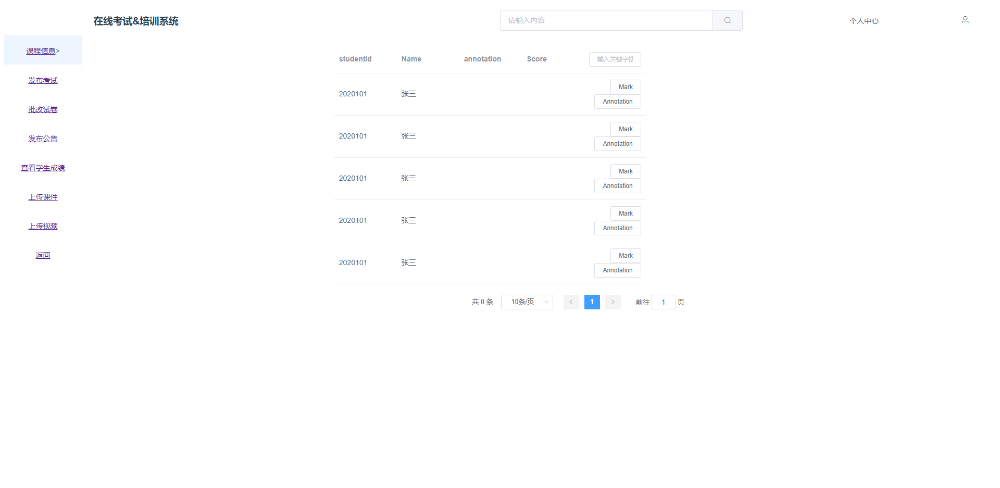 在线考试&培训系统
请输入内容
个人中心
课程信息>
发布考试
批改试卷
发布公告
查看学生成绩
上传课件
上传视频
返回
studentId Name annotation Score 输入关键字搜
2020101 张三 Mark
Annotation
2020101 张三 Mark
Annotation
2020101 张三 Mark
Annotation
2020101 张三 Mark
Annotation
2020101 张三 Mark
Annotation
共 0 条 10条/页 < 1 > 前往 1 页